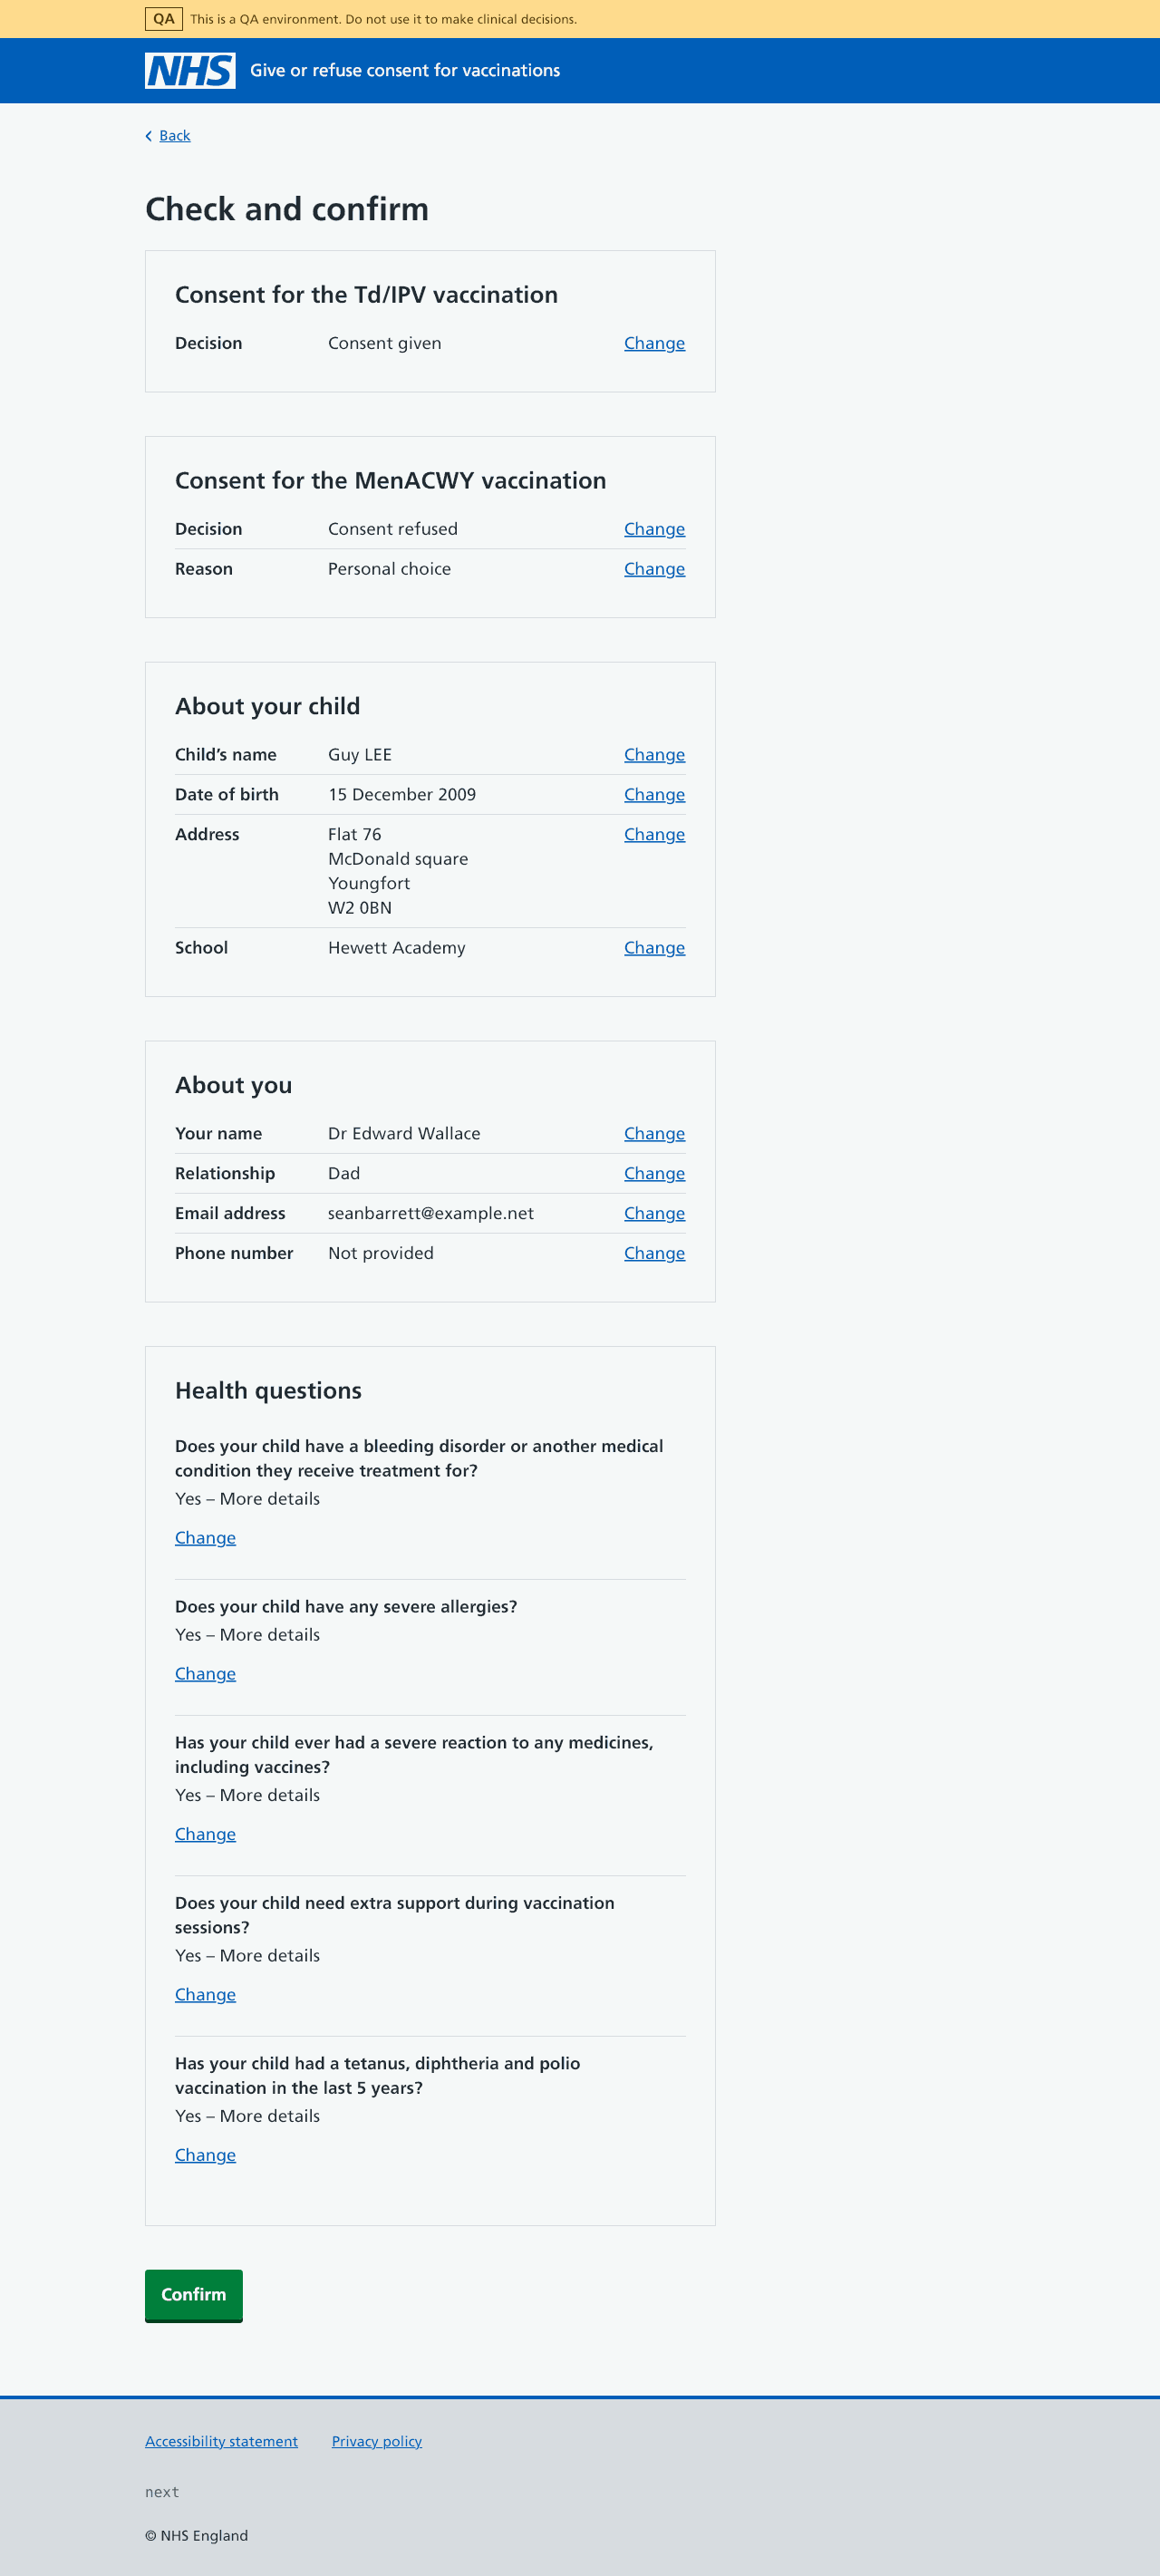 QA This is a QA environment. Do not use it to make clinical decisions.
NHS Give or refuse consent for vaccinations
Back
Check and confirm
Consent for the Td/IPV vaccination
Decision Consent given Change
Consent for the MenACWY vaccination
Decision Consent refused Change
Reason Personal choice Change
About your child
Child’s name Guy LEE Change
Date of birth 15 December 2009 Change
Address Flat 76 Change
McDonald square
Youngfort
W2 0BN
School Hewett Academy Change
About you
Your name Dr Edward Wallace Change
Relationship Dad Change
Email address seanbarrett@example.net Change
Phone number Not provided Change
Health questions
Does your child have a bleeding disorder or another medical
condition they receive treatment for?
Yes – More details
Change
Does your child have any severe allergies?
Yes – More details
Change
Has your child ever had a severe reaction to any medicines,
including vaccines?
Yes – More details
Change
Does your child need extra support during vaccination
sessions?
Yes – More details
Change
Has your child had a tetanus, diphtheria and polio
vaccination in the last 5 years?
Yes – More details
Change
Confirm
Accessibility statement Privacy policy
next
© NHS England